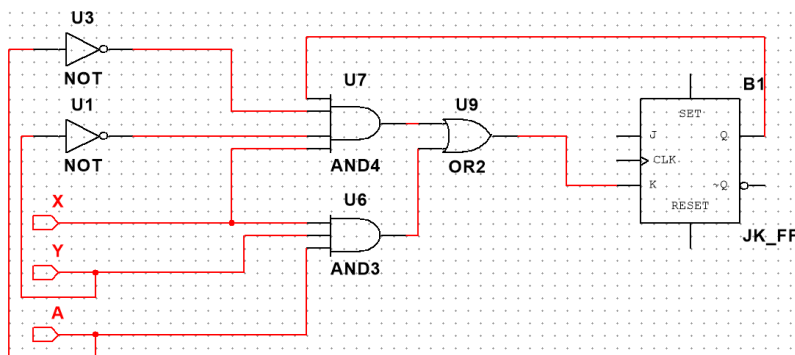 U3
NOT
U1
NOT
X
Y
A
U7
AND4
U6
AND3
U9
OR2
B1
SET
J
Q
CLK
K
~Q
RESET
JK_FF